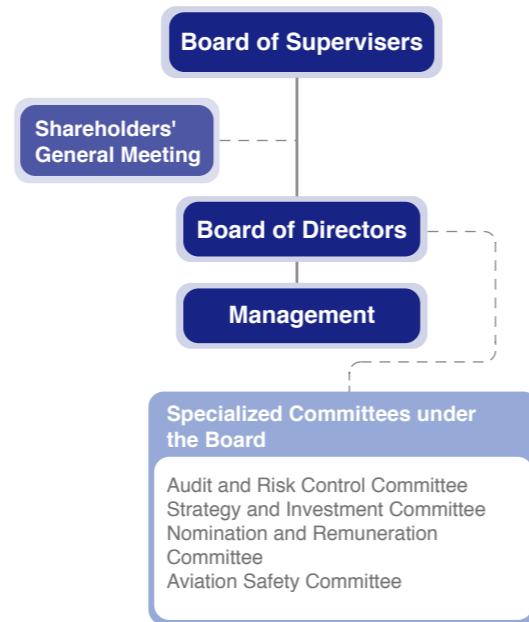 Board of Supervisers
Shareholders'
General Meeting
Board of Directors
Management
Specialized Committees under
the Board
Audit and Risk Control Committee
Strategy and Investment Committee
Nomination and Remuneration
Committee
Aviation Safety Committee